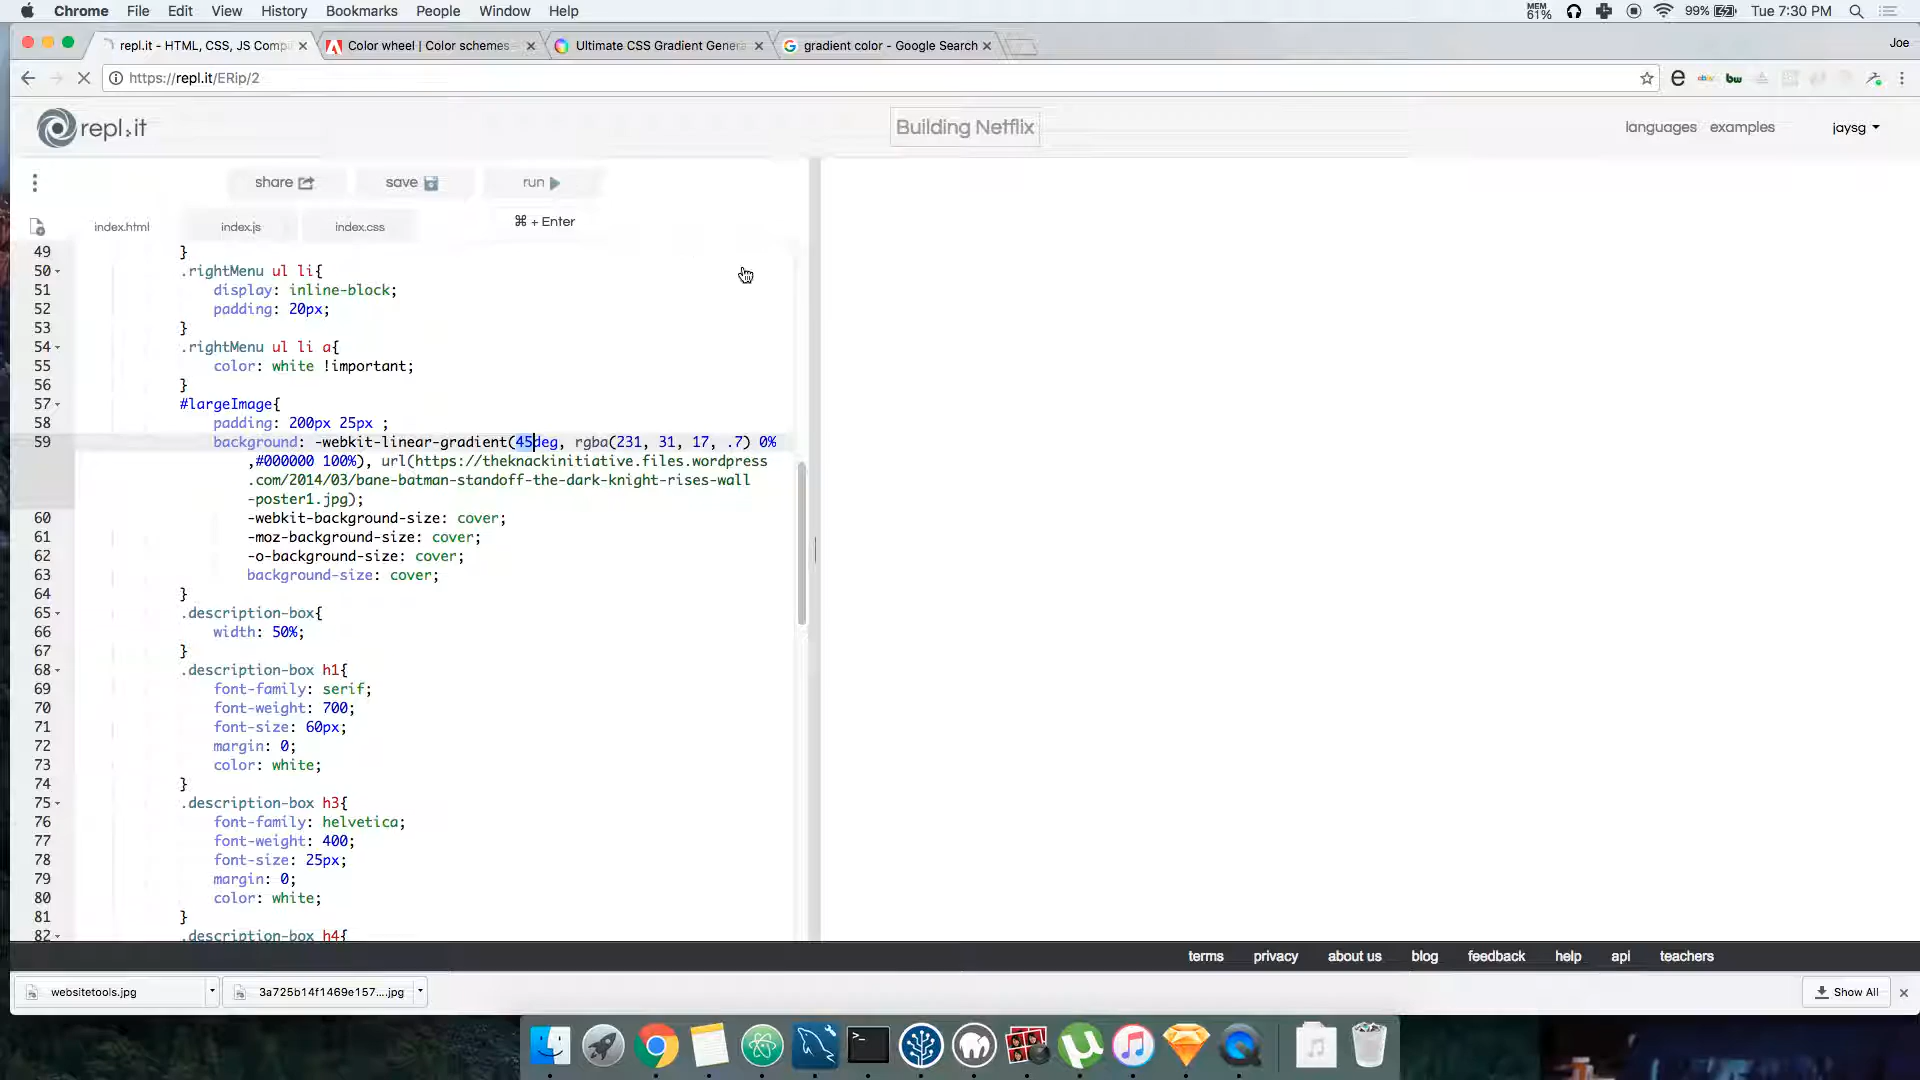 Chrome File Edit View History Bookmarks People Window Help MEM 61% 99% Tue 7:30 PM
repl.it - HTML, CSS, JS Compi Color wheel | Color schemes - Ultimate CSS Gradient Genera gradient color - Google Search Joe
https://repl.it/ERip/2 e ebay bw
repl.it Building Netflix languages examples jaysg
share save run
⌘ + Enter
index.html index.js index.css
49 }
50 .rightMenu ul li{
51 display: inline-block;
52 padding: 20px;
53 }
54 .rightMenu ul li a{
55 color: white !important;
56 }
57 #largeImage{
58 padding: 200px 25px ;
59 background: -webkit-linear-gradient(45deg, rgba(231, 31, 17, .7) 0%
,#000000 100%), url(https://theknackinitiative.files.wordpress
.com/2014/03/bane-batman-standoff-the-dark-knight-rises-wall
-poster1.jpg);
60 -webkit-background-size: cover;
61 -moz-background-size: cover;
62 -o-background-size: cover;
63 background-size: cover;
64 }
65 .description-box{
66 width: 50%;
67 }
68 .description-box h1{
69 font-family: serif;
70 font-weight: 700;
71 font-size: 60px;
72 margin: 0;
73 color: white;
74 }
75 .description-box h3{
76 font-family: helvetica;
77 font-weight: 400;
78 font-size: 25px;
79 margin: 0;
80 color: white;
81 }
82 .description-box h4{
terms privacy about us blog feedback help api teachers
websitetools.jpg 3a725b14f1469e157....jpg Show All